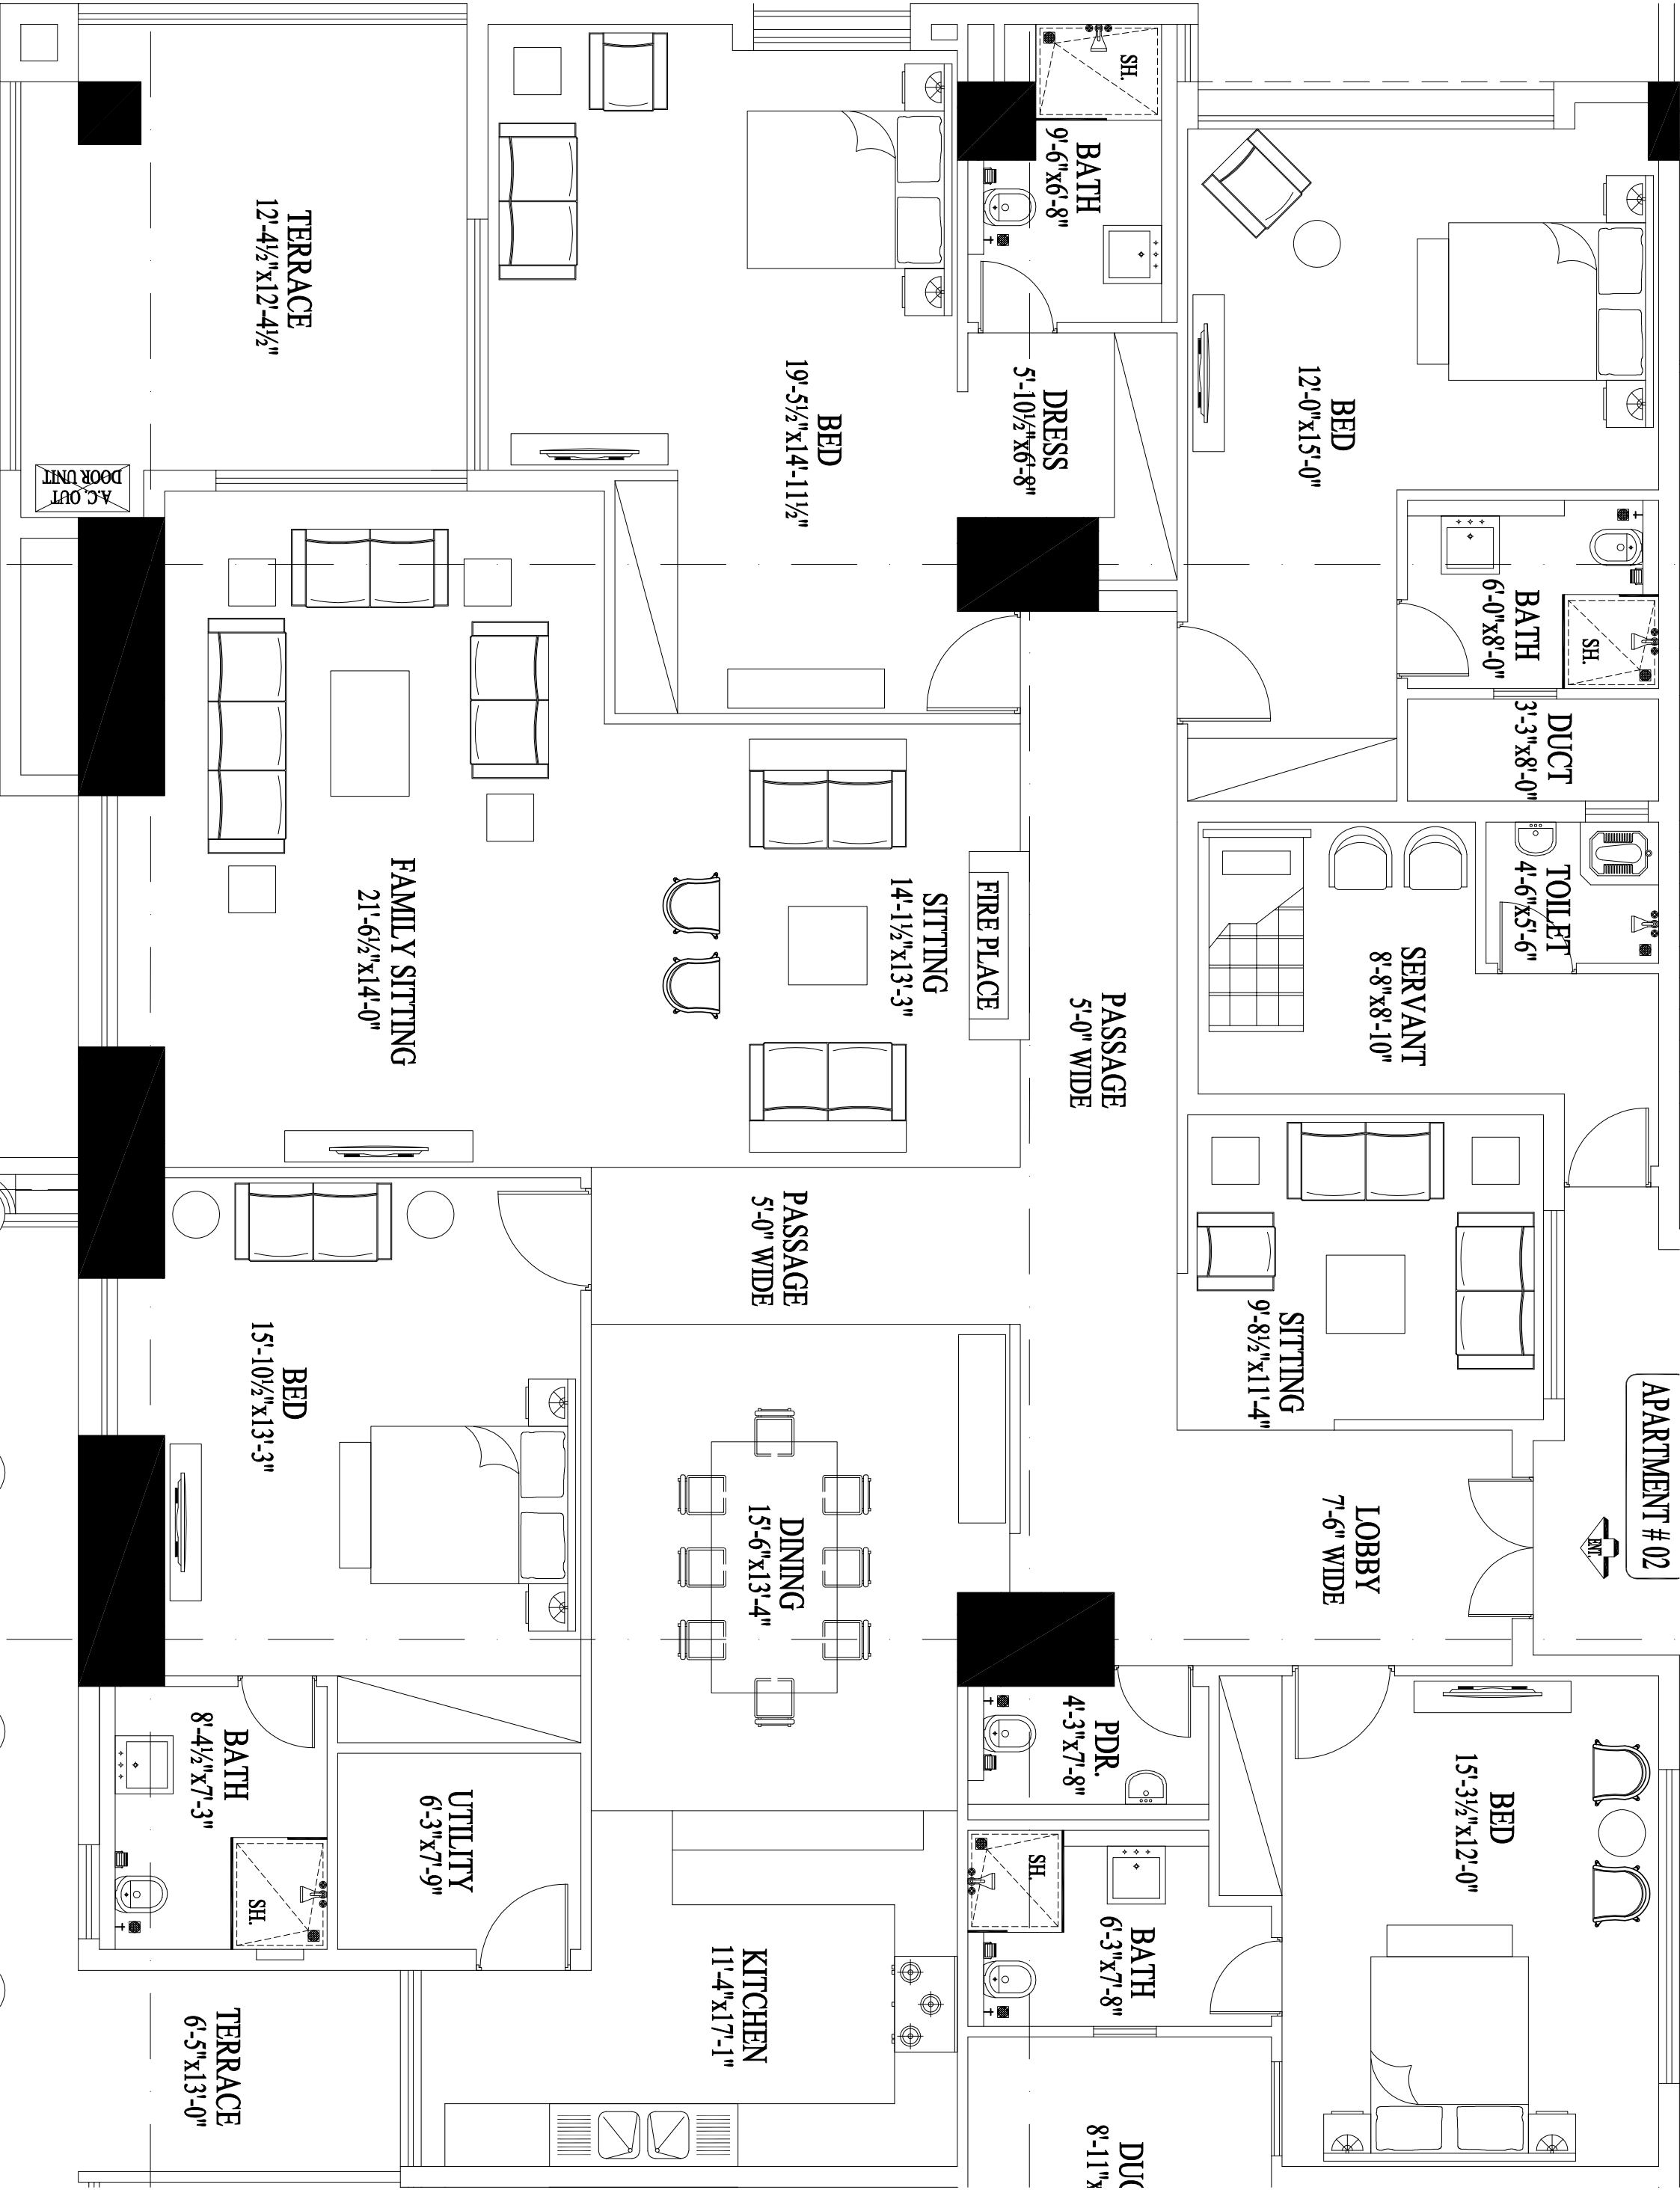 APARTMENT # 02
ENT.
BED
12'-0"x15'-0"
BATH
6'-0"x8'-0"
SH.
DUCT
3'-3"x8'-0"
TOILET
4'-6"x5'-6"
SERVANT
8'-8"x8'-10"
SITTING
9'-8½"x11'-4"
LOBBY
7'-6" WIDE
BED
15'-3½"x12'-0"
SH.
BATH
9'-6"x6'-8"
DRESS
5'-10½"x6'-8"
PASSAGE
5'-0" WIDE
PDR.
4'-3"x7'-8"
BATH
6'-3"x7'-8"
SH.
8'-11"x
FIRE PLACE
SITTING
14'-1½"x13'-3"
BED
19'-5½"x14'-11½"
PASSAGE
5'-0" WIDE
DINING
15'-6"x13'-4"
KITCHEN
11'-4"x17'-1"
UTILITY
6'-3"x7'-9"
TERRACE
12'-4½"x12'-4½"
FAMILY SITTING
21'-6½"x14'-0"
BED
15'-10½"x13'-3"
BATH
8'-4½"x7'-3"
SH.
TERRACE
6'-5"x13'-0"
A.C. OUT
DOOR UNIT